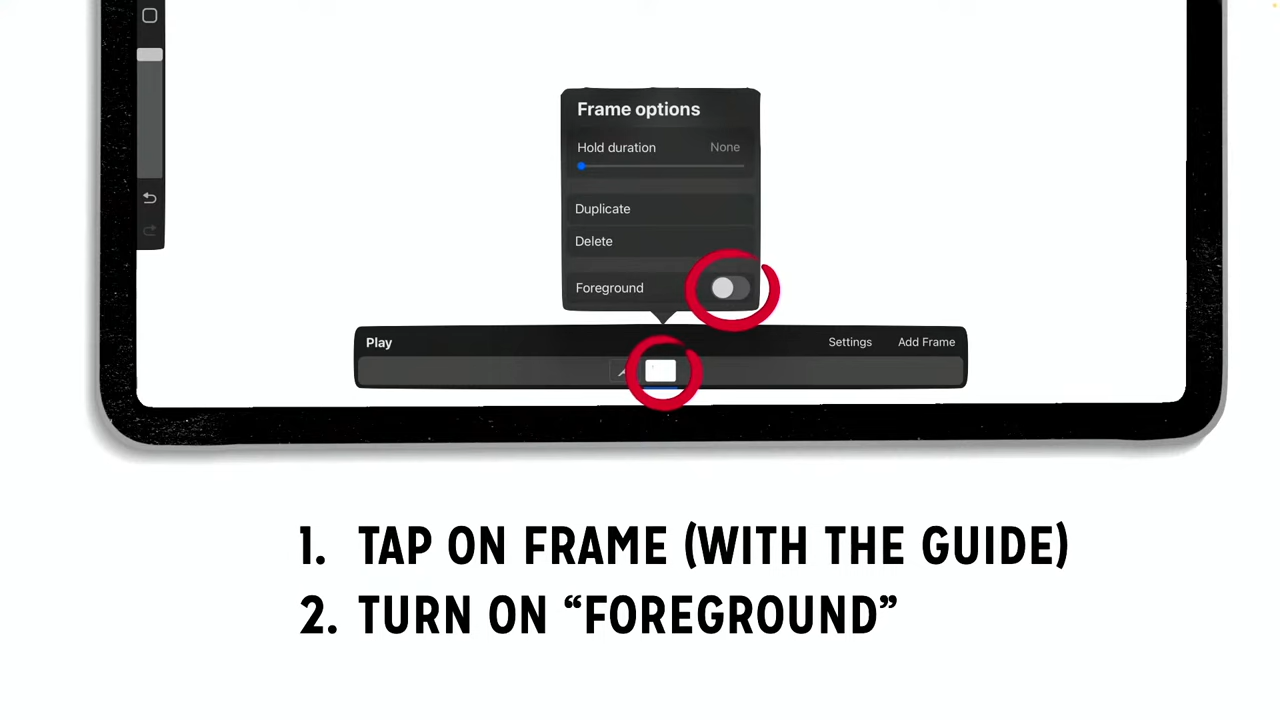 Frame options
Hold duration None
Duplicate
Delete
Foreground
Play Settings Add Frame
1. TAP ON FRAME (WITH THE GUIDE)
2. TURN ON “FOREGROUND”